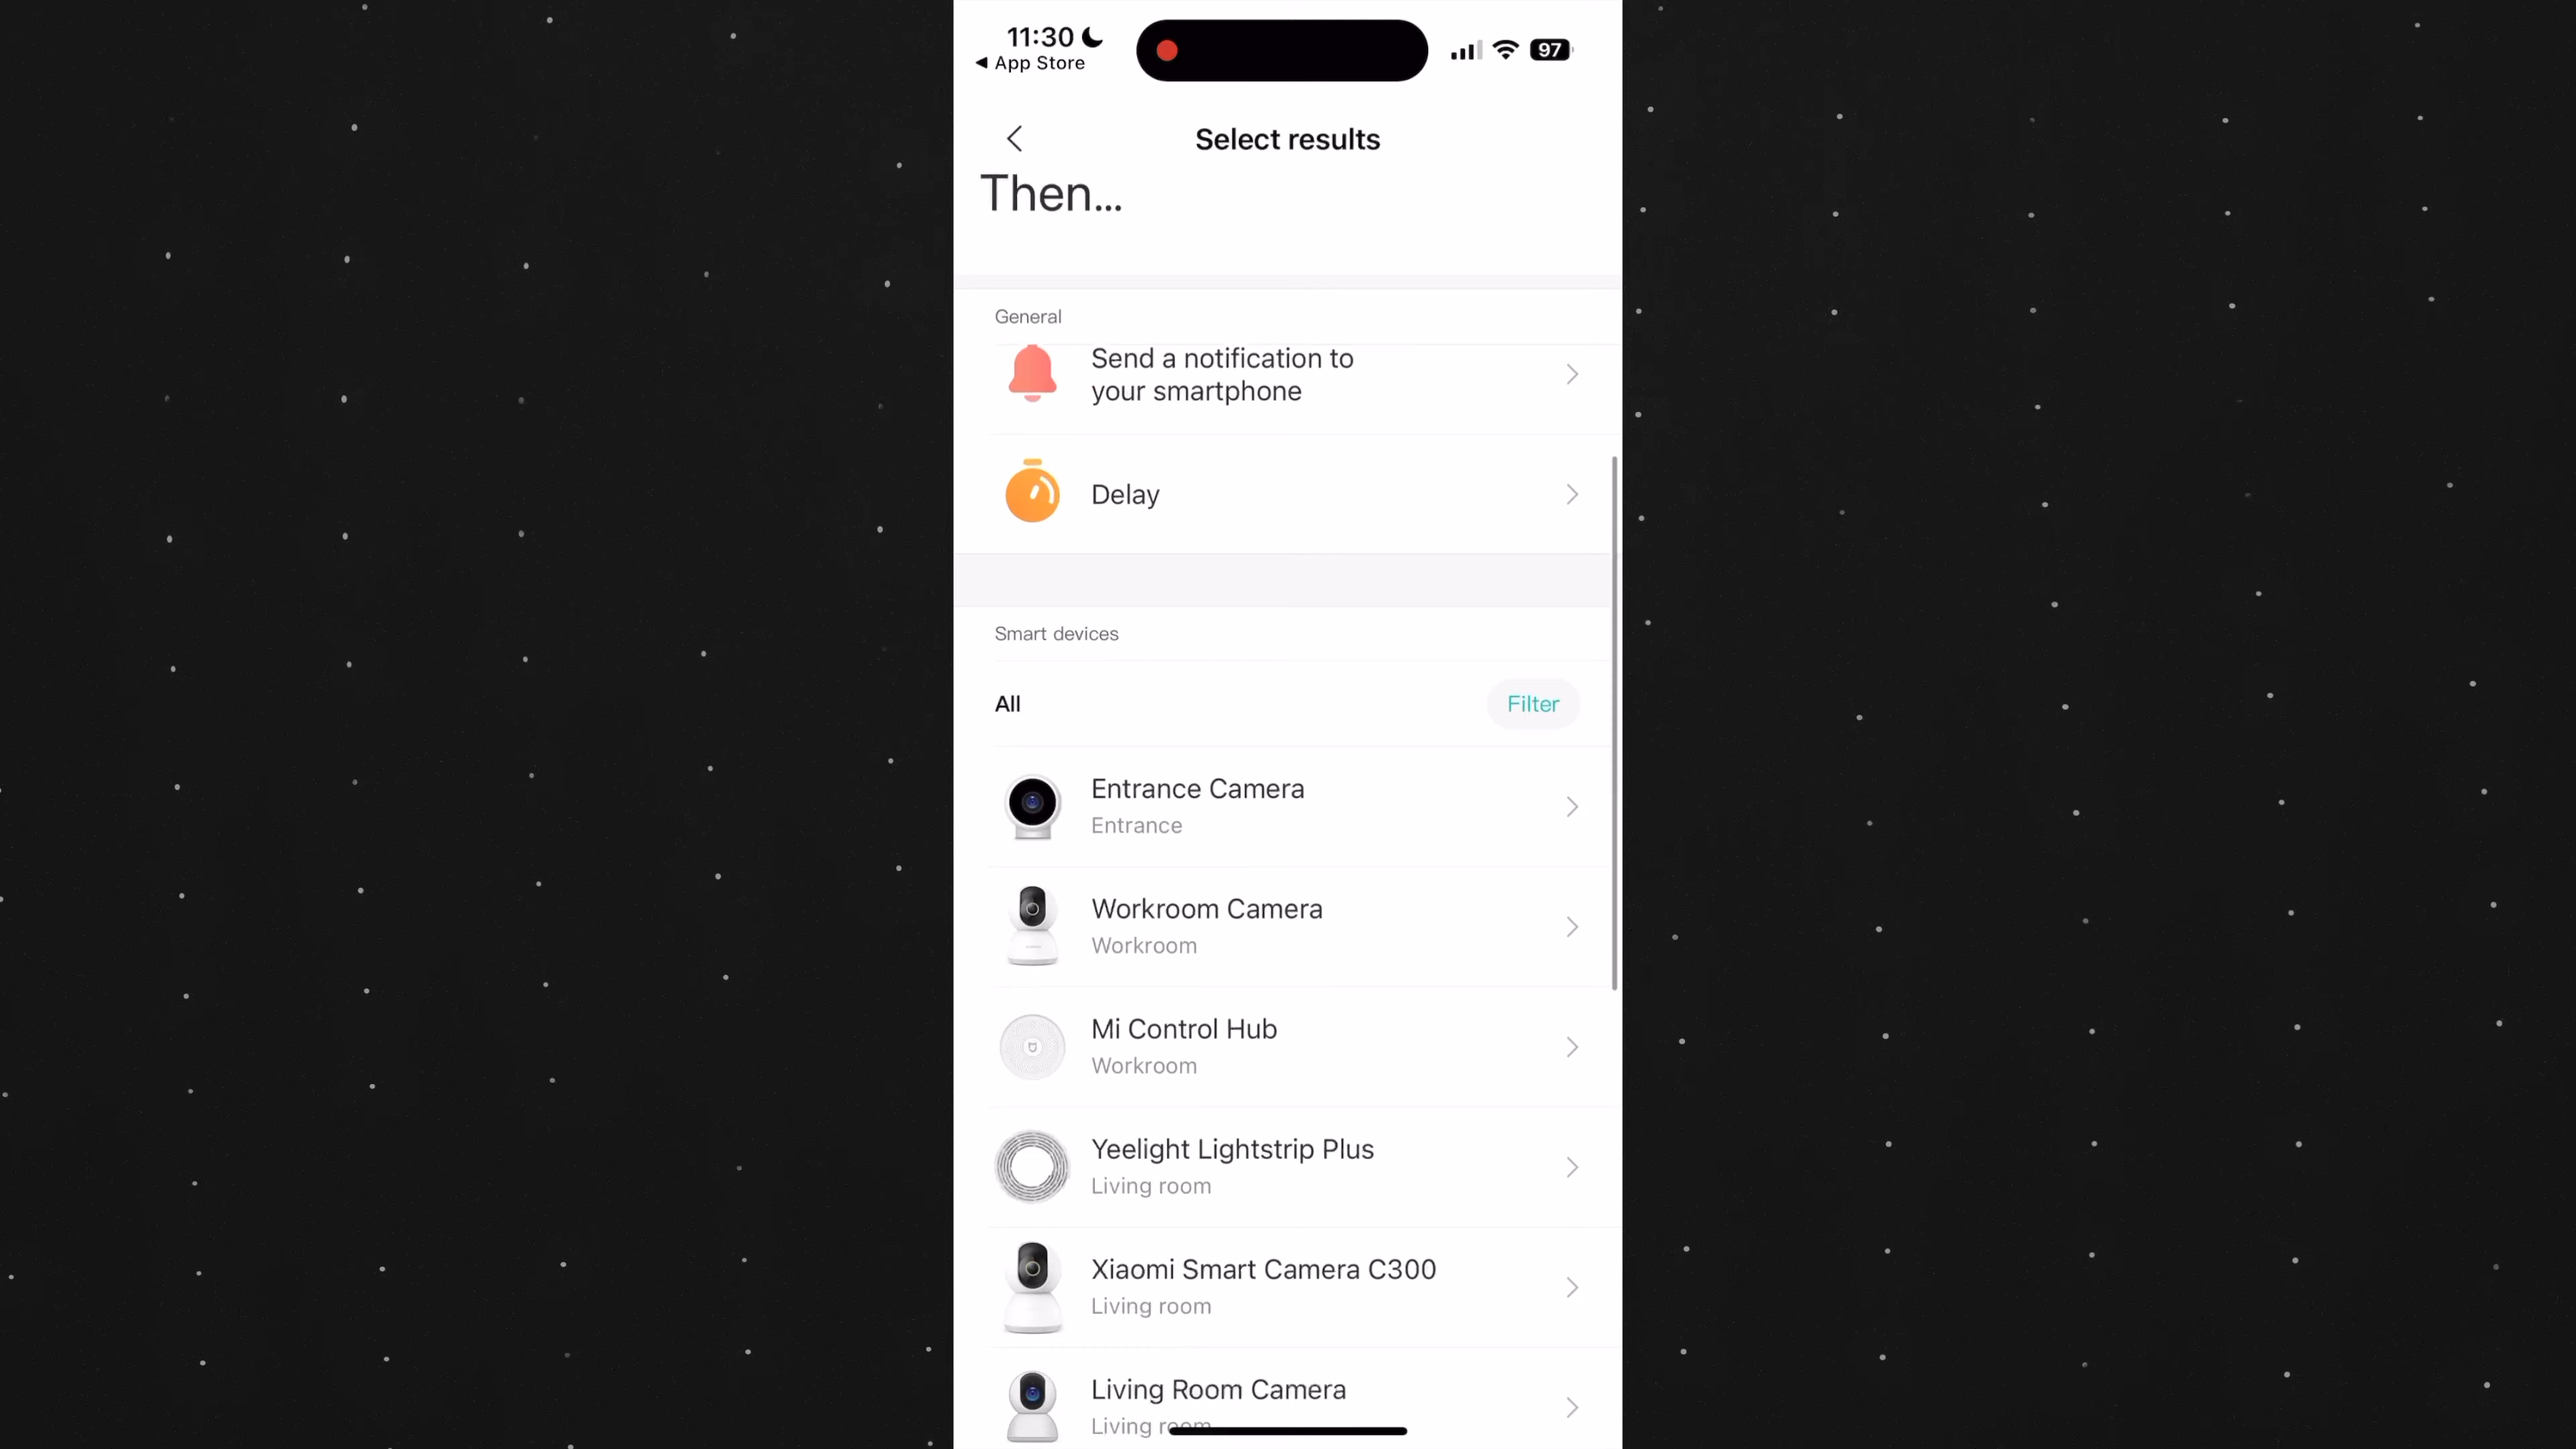 11:30
97
◀ App Store
Select results
Then...
General
Send a notification to
your smartphone
Delay
Smart devices
All
Filter
Entrance Camera
Entrance
Workroom Camera
Workroom
Mi Control Hub
Workroom
Yeelight Lightstrip Plus
Living room
Xiaomi Smart Camera C300
Living room
Living Room Camera
Living room